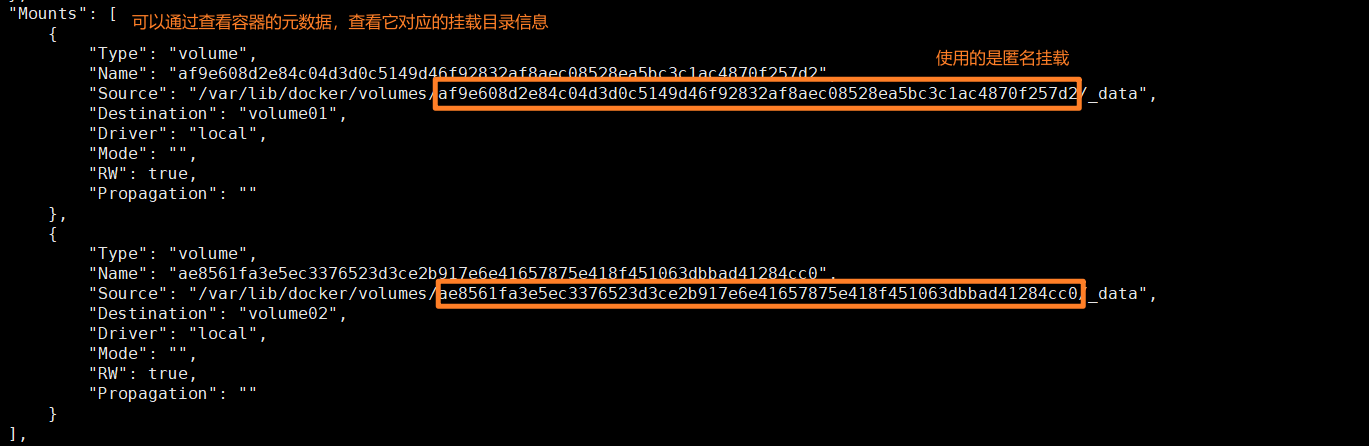 },
"Mounts": [ 可以通过查看容器的元数据，查看它对应的挂载目录信息
{
"Type": "volume", 使用的是匿名挂载
"Name": "af9e608d2e84c04d3d0c5149d46f92832af8aec08528ea5bc3c1ac4870f257d2",
"Source": "/var/lib/docker/volumes/af9e608d2e84c04d3d0c5149d46f92832af8aec08528ea5bc3c1ac4870f257d2/_data",
"Destination": "volume01",
"Driver": "local",
"Mode": "",
"RW": true,
"Propagation": ""
},
{
"Type": "volume",
"Name": "ae8561fa3e5ec3376523d3ce2b917e6e41657875e418f451063dbbad41284cc0",
"Source": "/var/lib/docker/volumes/ae8561fa3e5ec3376523d3ce2b917e6e41657875e418f451063dbbad41284cc0/_data",
"Destination": "volume02",
"Driver": "local",
"Mode": "",
"RW": true,
"Propagation": ""
}
],